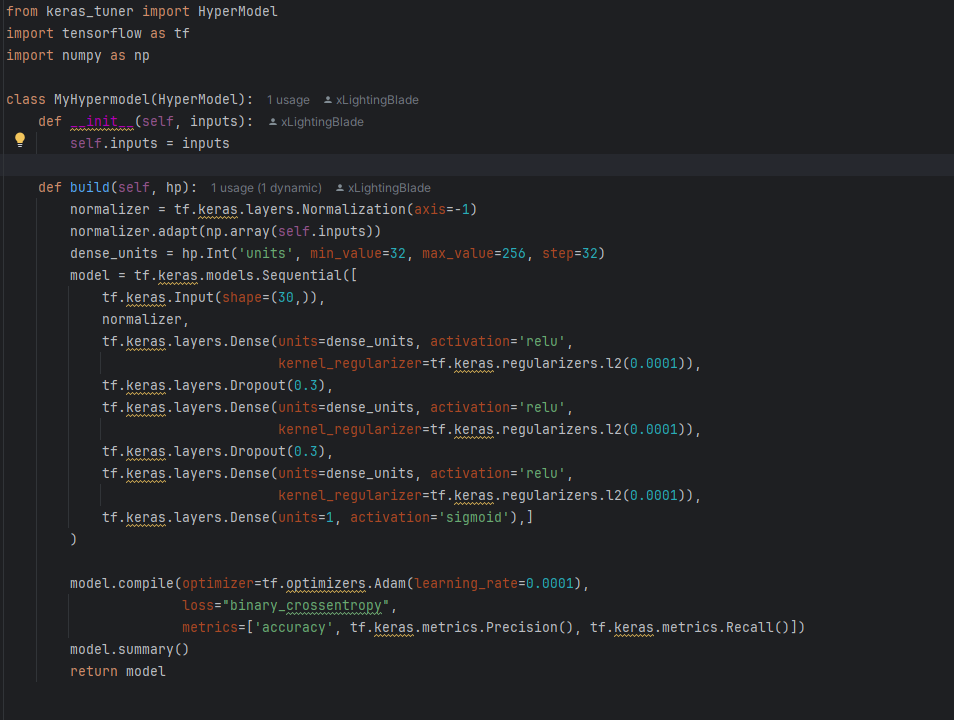 from keras_tuner import HyperModel
import tensorflow as tf
import numpy as np
class MyHypermodel(HyperModel): 1 usage xLightingBlade
def __init__(self, inputs): xLightingBlade
self.inputs = inputs
def build(self, hp): 1 usage (1 dynamic) xLightingBlade
normalizer = tf.keras.layers.Normalization(axis=-1)
normalizer.adapt(np.array(self.inputs))
dense_units = hp.Int('units', min_value=32, max_value=256, step=32)
model = tf.keras.models.Sequential([
tf.keras.Input(shape=(30,)),
normalizer,
tf.keras.layers.Dense(units=dense_units, activation='relu',
kernel_regularizer=tf.keras.regularizers.l2(0.0001)),
tf.keras.layers.Dropout(0.3),
tf.keras.layers.Dense(units=dense_units, activation='relu',
kernel_regularizer=tf.keras.regularizers.l2(0.0001)),
tf.keras.layers.Dropout(0.3),
tf.keras.layers.Dense(units=dense_units, activation='relu',
kernel_regularizer=tf.keras.regularizers.l2(0.0001)),
tf.keras.layers.Dense(units=1, activation='sigmoid'),]
)
model.compile(optimizer=tf.optimizers.Adam(learning_rate=0.0001),
loss="binary_crossentropy",
metrics=['accuracy', tf.keras.metrics.Precision(), tf.keras.metrics.Recall()])
model.summary()
return model